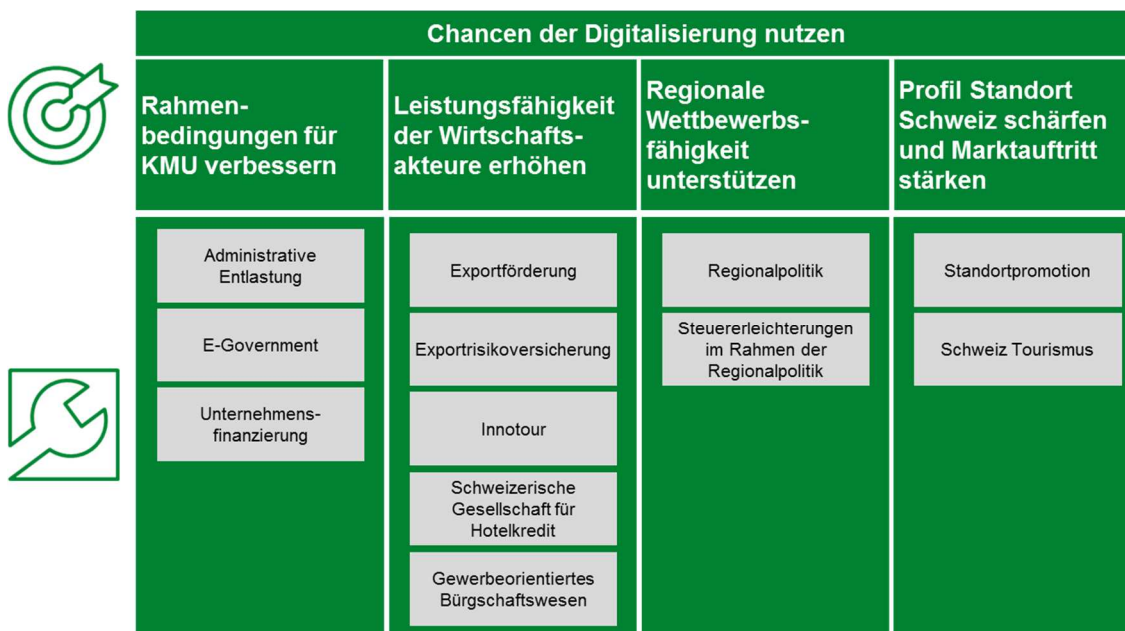 Chancen der Digitalisierung nutzen
Rahmen-
bedingungen für
KMU verbessern
Leistungsfähigkeit
der Wirtschafts-
akteure erhöhen
Regionale
Wettbewerbs-
fähigkeit
unterstützen
Profil Standort
Schweiz schärfen
und Marktauftritt
stärken
Administrative
Entlastung
E-Government
Unternehmens-
finanzierung
Exportförderung
Exportrisikoversicherung
Innotour
Schweizerische
Gesellschaft für
Hotelkredit
Gewerbeorientiertes
Bürgschaftswesen
Regionalpolitik
Steuererleichterungen
im Rahmen der
Regionalpolitik
Standortpromotion
Schweiz Tourismus